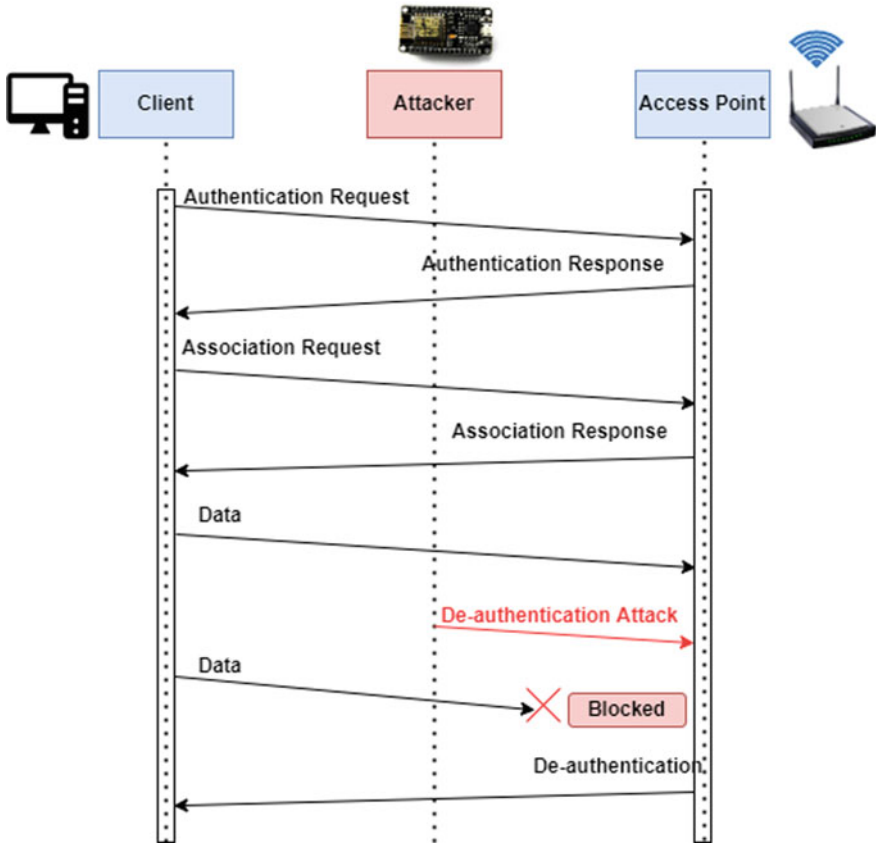 Client
Attacker
Access Point
Authentication Request
Authentication Response
Association Request
Association Response
Data
De-authentication Attack
Data
Blocked
De-authentication